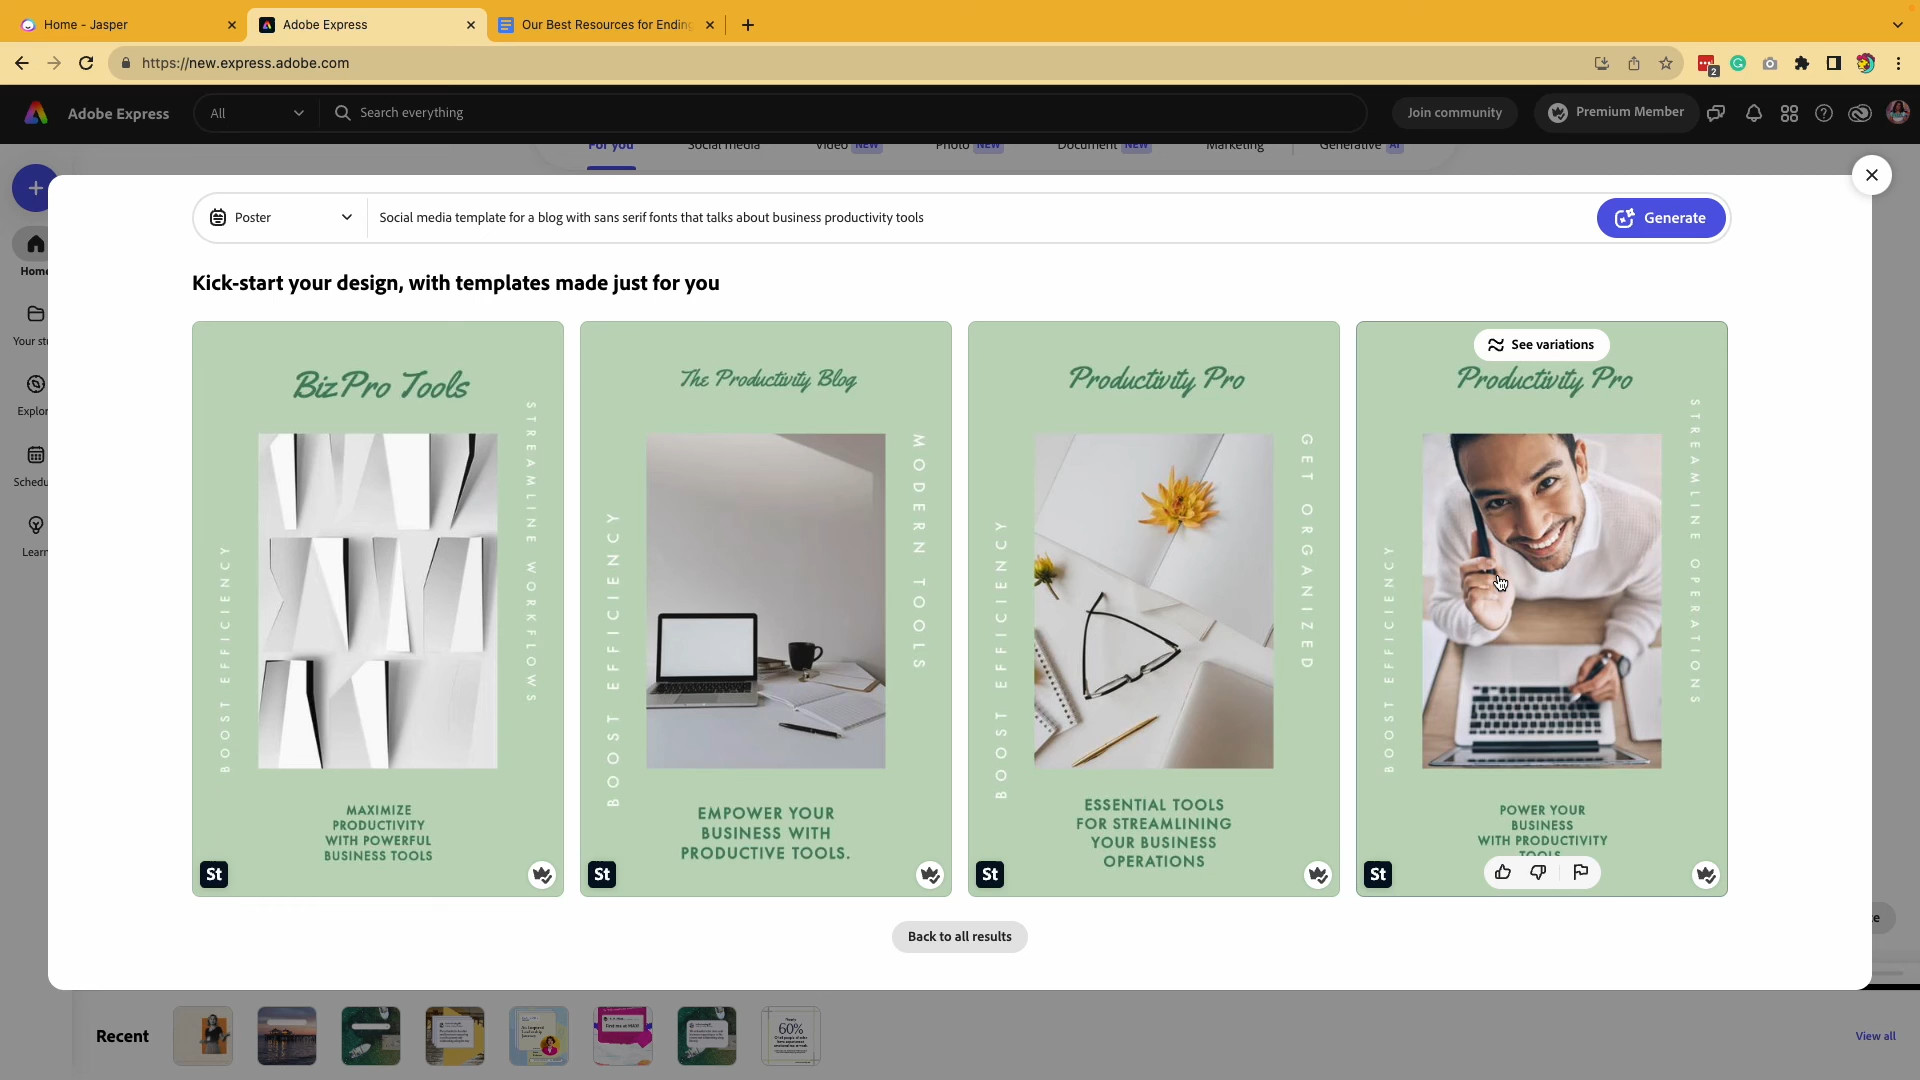 Home - Jasper
Adobe Express
Our Best Resources for Ending
https://new.express.adobe.com
2
Adobe Express
All
Search everything
Join community
Premium Member
For you
Social media
Video NEW
Photo NEW
Document NEW
Marketing
Generative AI
Poster
Social media template for a blog with sans serif fonts that talks about business productivity tools
Generate
Home
Your stu
Explor
Schedu
Learn
Kick-start your design, with templates made just for you
BizPro Tools
BOOST EFFICIENCY
STREAMLINE WORKFLOWS
MAXIMIZE
PRODUCTIVITY
WITH POWERFUL
BUSINESS TOOLS
St
The Productivity Blog
BOOST EFFICIENCY
MODERN TOOLS
EMPOWER YOUR
BUSINESS WITH
PRODUCTIVE TOOLS.
St
Productivity Pro
BOOST EFFICIENCY
GET ORGANIZED
ESSENTIAL TOOLS
FOR STREAMLINING
YOUR BUSINESS
OPERATIONS
St
See variations
Productivity Pro
BOOST EFFICIENCY
STREAMLINE OPERATIONS
POWER YOUR
BUSINESS
WITH PRODUCTIVITY
TOOLS
St
Back to all results
Recent
60%
View all